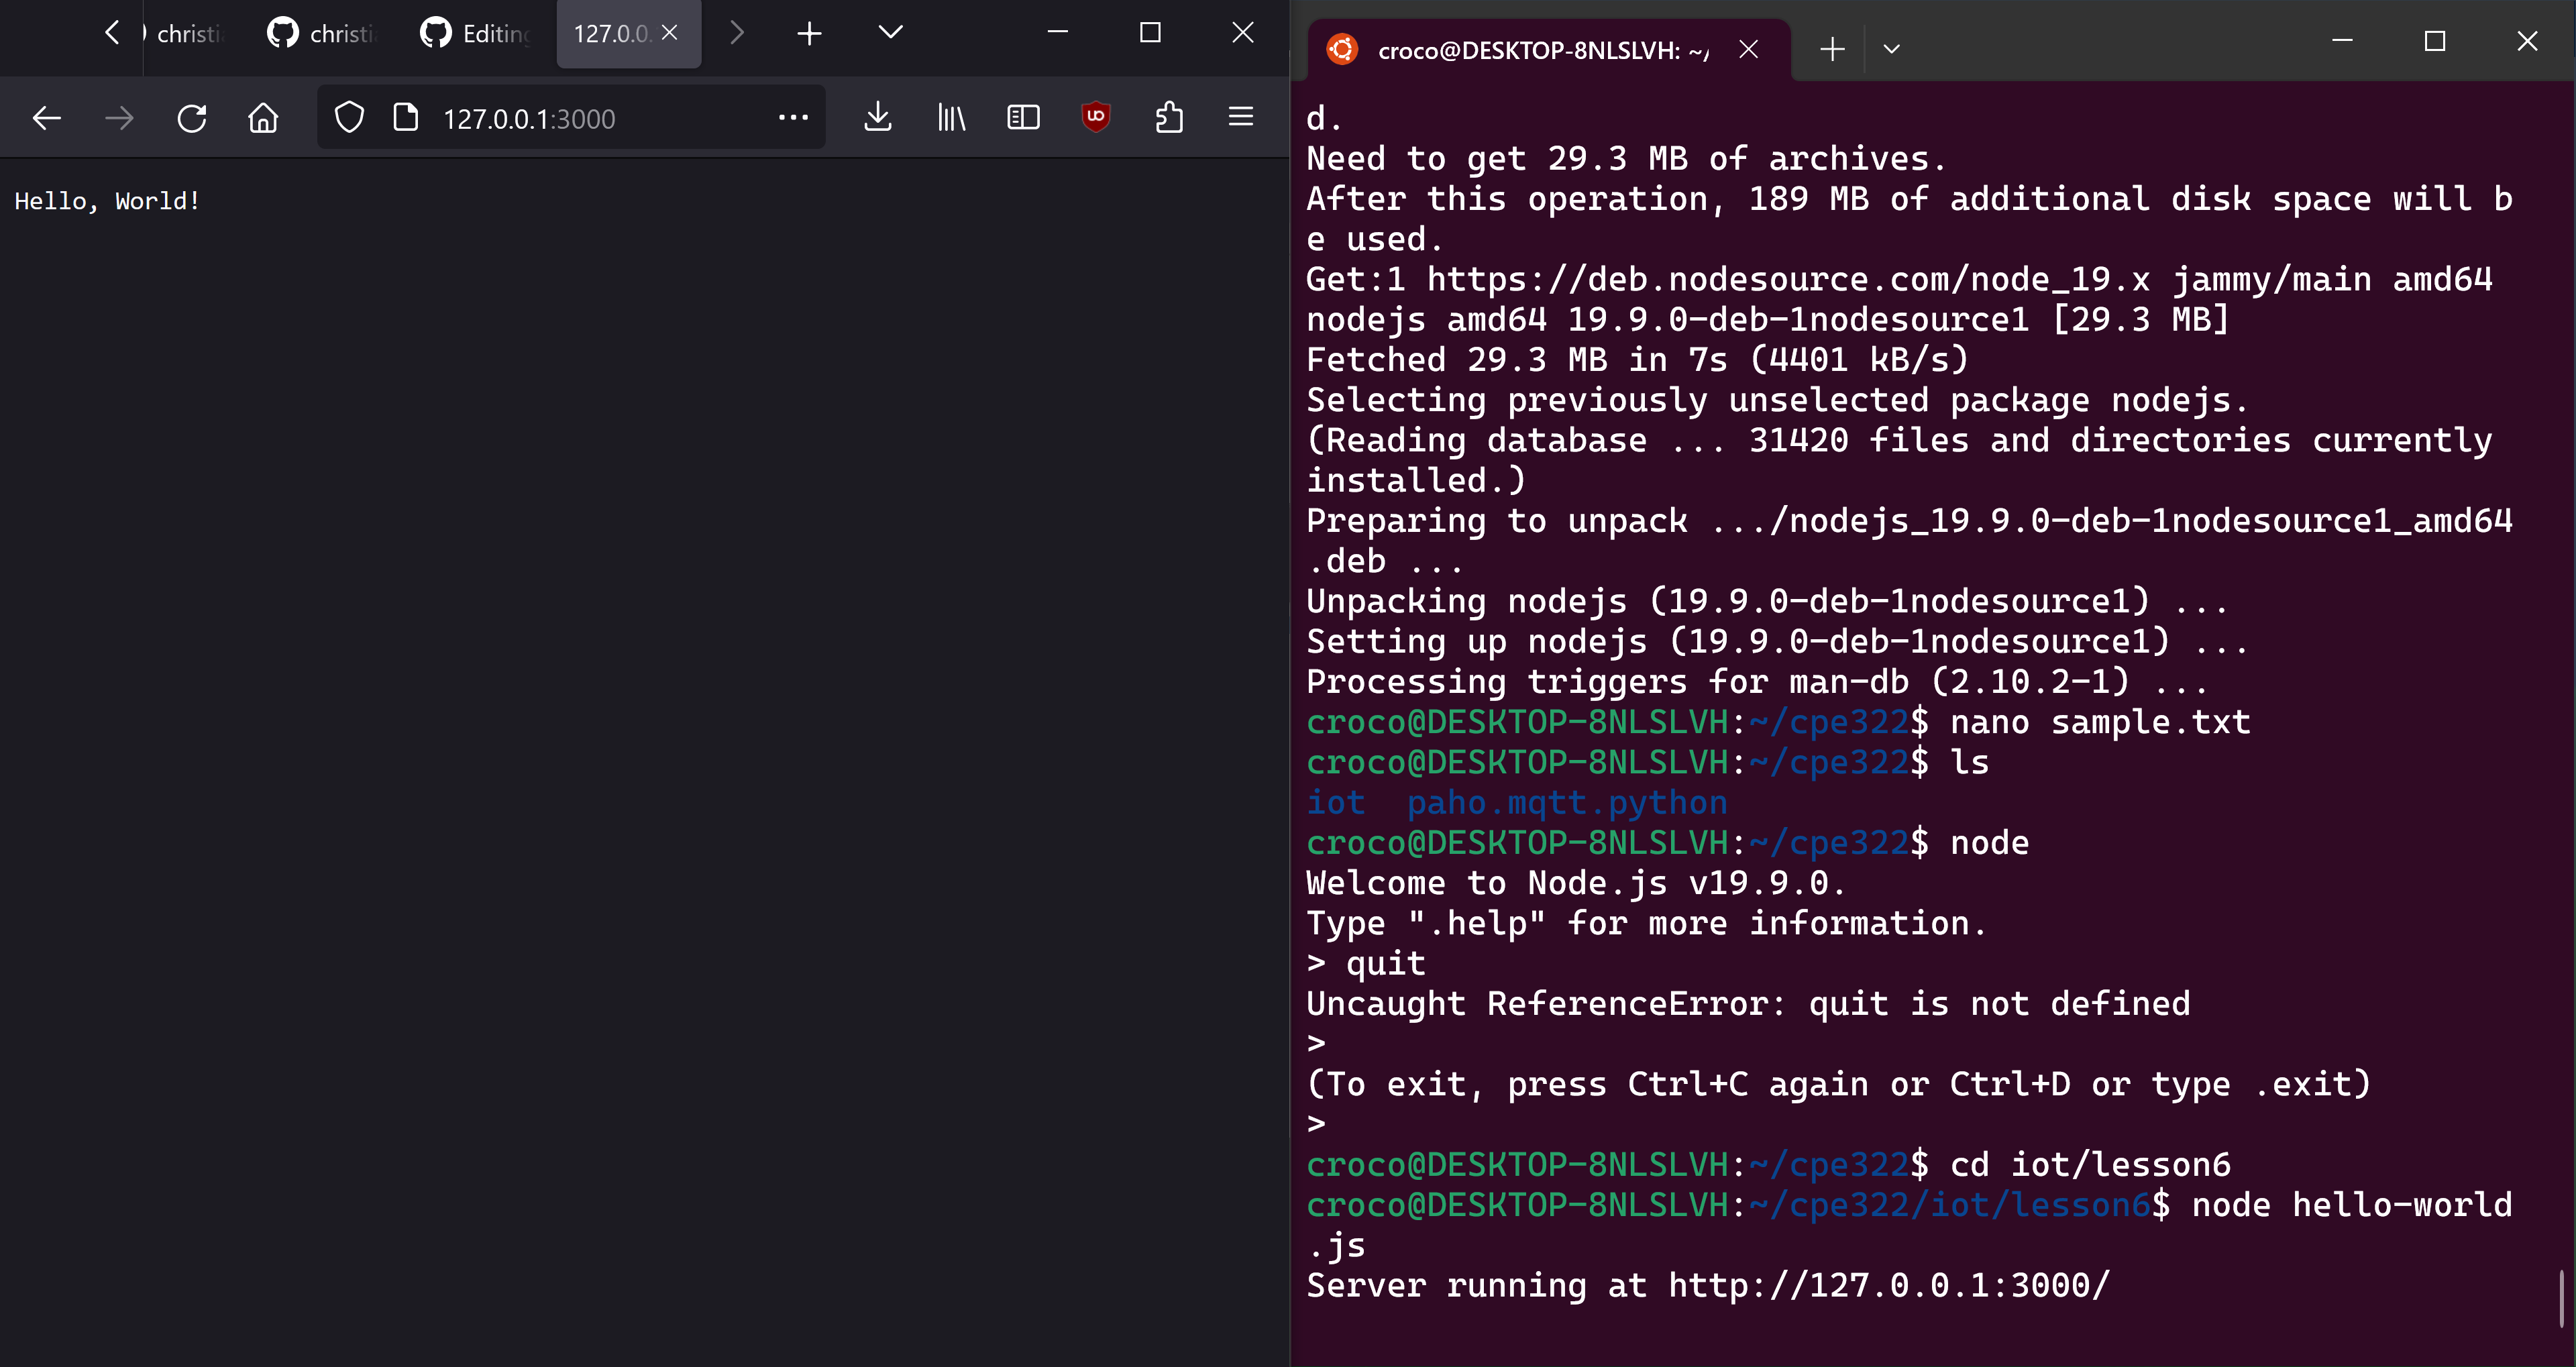 christi
christi
Editing
127.0.0.
127.0.0.1:3000
Hello, World!
croco@DESKTOP-8NLSLVH: ~/
d.
Need to get 29.3 MB of archives.
After this operation, 189 MB of additional disk space will b
e used.
Get:1 https://deb.nodesource.com/node_19.x jammy/main amd64
nodejs amd64 19.9.0-deb-1nodesource1 [29.3 MB]
Fetched 29.3 MB in 7s (4401 kB/s)
Selecting previously unselected package nodejs.
(Reading database ... 31420 files and directories currently
installed.)
Preparing to unpack .../nodejs_19.9.0-deb-1nodesource1_amd64
.deb ...
Unpacking nodejs (19.9.0-deb-1nodesource1) ...
Setting up nodejs (19.9.0-deb-1nodesource1) ...
Processing triggers for man-db (2.10.2-1) ...
croco@DESKTOP-8NLSLVH:~/cpe322$ nano sample.txt
croco@DESKTOP-8NLSLVH:~/cpe322$ ls
iot  paho.mqtt.python
croco@DESKTOP-8NLSLVH:~/cpe322$ node
Welcome to Node.js v19.9.0.
Type ".help" for more information.
> quit
Uncaught ReferenceError: quit is not defined
>
(To exit, press Ctrl+C again or Ctrl+D or type .exit)
>
croco@DESKTOP-8NLSLVH:~/cpe322$ cd iot/lesson6
croco@DESKTOP-8NLSLVH:~/cpe322/iot/lesson6$ node hello-world
.js
Server running at http://127.0.0.1:3000/